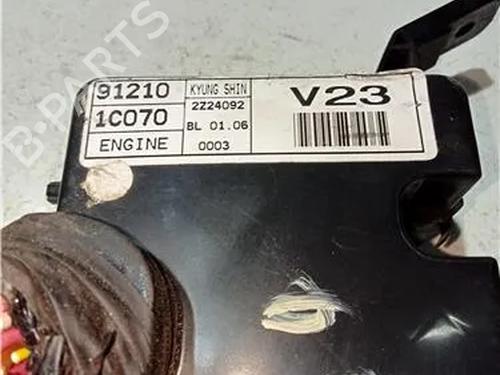 91210
1C070
ENGINE
KYUNG SHIN
2Z24092
BL 01.06
0003
V23
B-PARTS